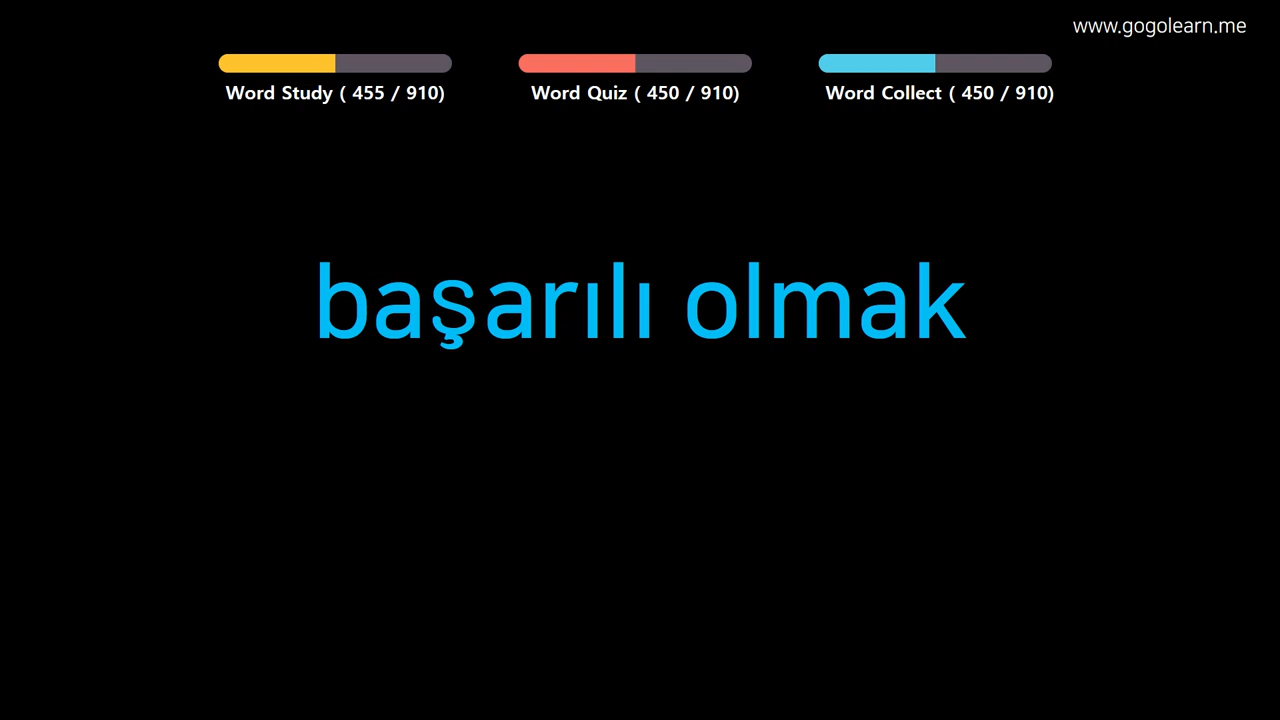 www.gogolearn.me
Word Study ( 455 / 910)
Word Quiz ( 450 / 910)
Word Collect ( 450 / 910)
başarılı olmak